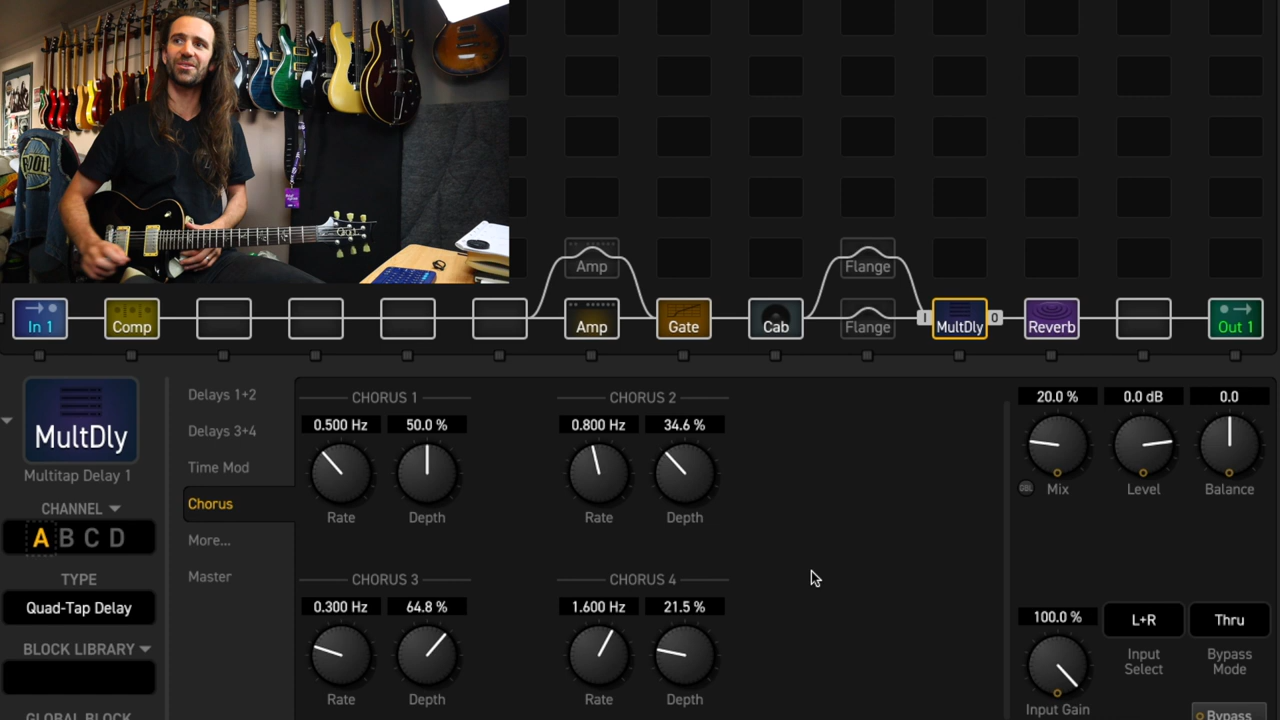 Amp
Flange
In 1
Comp
Amp
Gate
Cab
Flange
I
MultDly
O
Reverb
Out 1
MultDly
Multitap Delay 1
CHANNEL
A B C D
TYPE
Quad-Tap Delay
BLOCK LIBRARY
GLOBAL BLOCK
Delays 1+2
Delays 3+4
Time Mod
Chorus
More...
Master
CHORUS 1
0.500 Hz
50.0 %
Rate
Depth
CHORUS 2
0.800 Hz
34.6 %
Rate
Depth
CHORUS 3
0.300 Hz
64.8 %
Rate
Depth
CHORUS 4
1.600 Hz
21.5 %
Rate
Depth
20.0 %
0.0 dB
0.0
Mix
Level
Balance
100.0 %
L+R
Thru
Input Gain
Input
Select
Bypass
Mode
Bypass